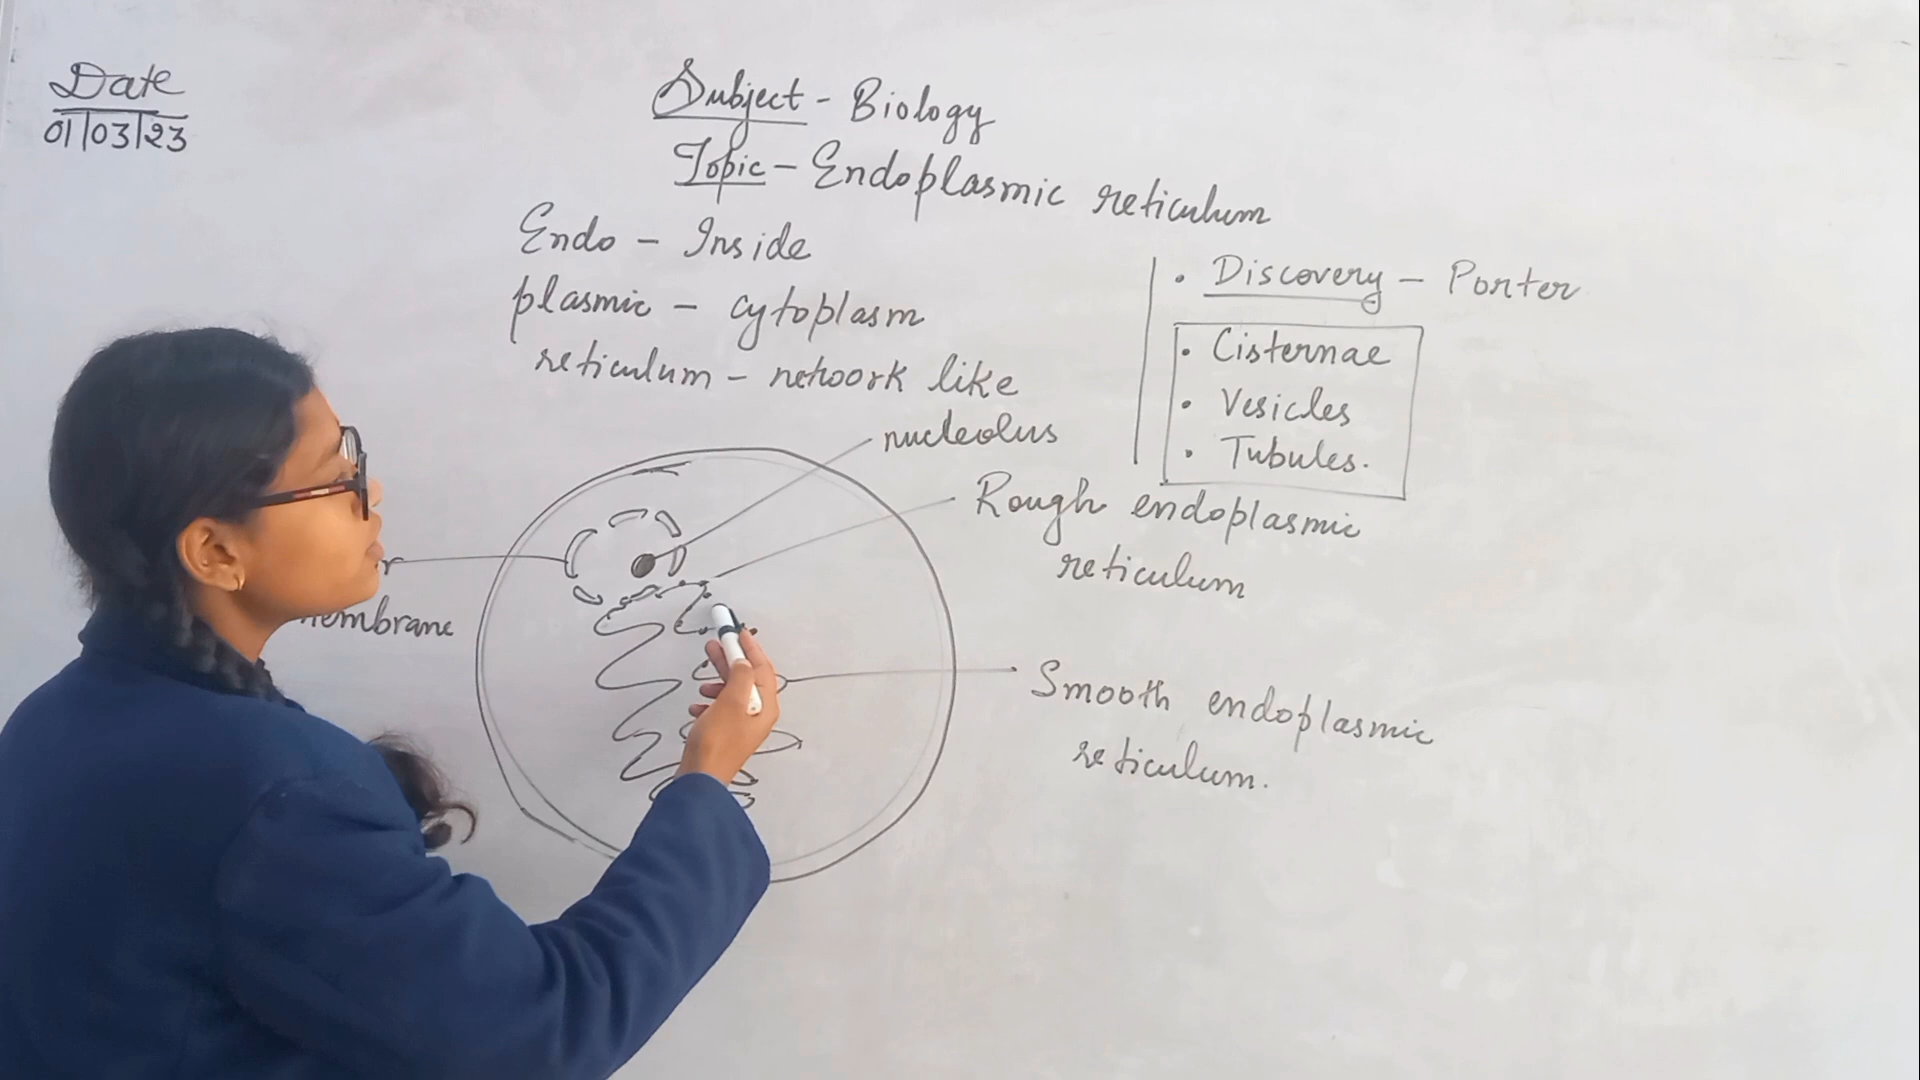 Date
01/03/23
Subject - Biology
Topic - Endoplasmic reticulum
Endo - Inside
plasmic - cytoplasm
reticulum - network like
• Discovery - Porter
• Cisternae
• Vesicles
• Tubules.
nucleolus
Rough endoplasmic
reticulum
membrane
Smooth endoplasmic
reticulum.